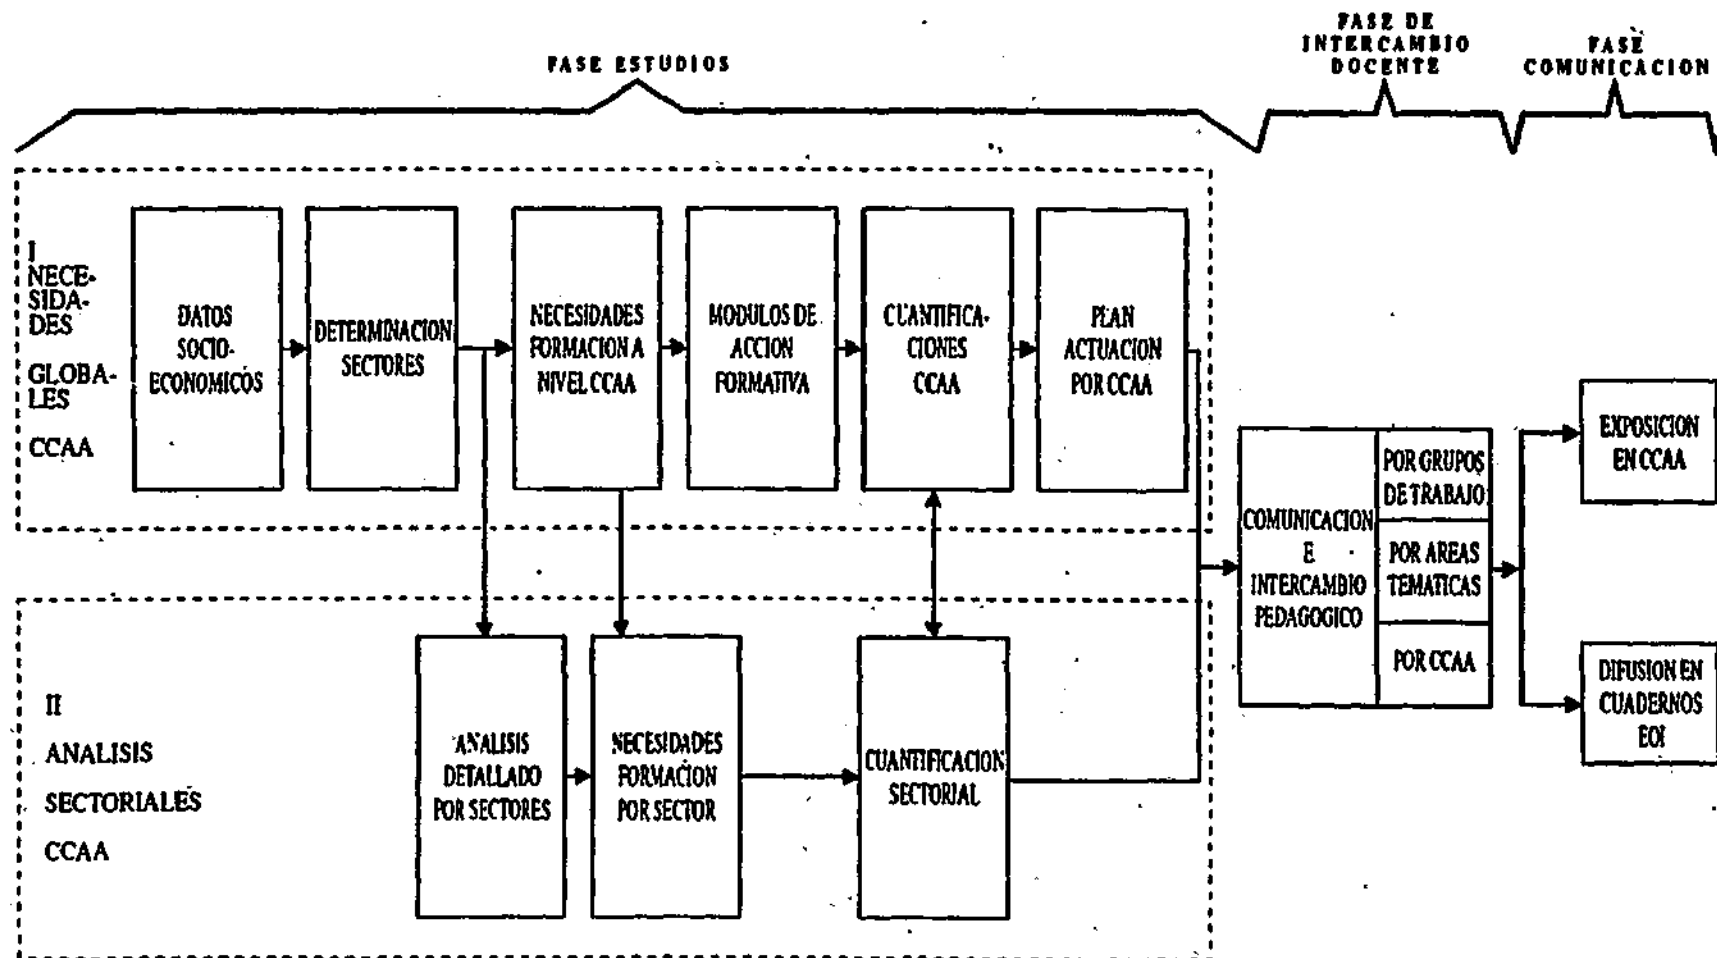 FASE ESTUDIOS
FASE DE
INTERCAMBIO
DOCENTE
FASE
COMUNICACION
I
NECE-
SIDA-
DES
GLOBA-
LES
CCAA
DATOS
SOCIO-
ECONOMICOS
DETERMINACION
SECTORES
NECESIDADES
FORMACION A
NIVEL CCAA
MODULOS DE
ACCION
FORMATIVA
CUANTIFICA-
CIONES
CCAA
PLAN
ACTUACION
POR CCAA
COMUNICACION
E
INTERCAMBIO
PEDAGOGICO
POR GRUPOS
DE TRABAJO
POR AREAS
TEMATICAS
POR CCAA
EXPOSICION
EN CCAA
DIFUSION EN
CUADERNOS
EOI
II
ANALISIS
SECTORIALES
CCAA
ANALISIS
DETALLADO
POR SECTORES
NECESIDADES
FORMACION
POR SECTOR
CUANTIFICACION
SECTORIAL